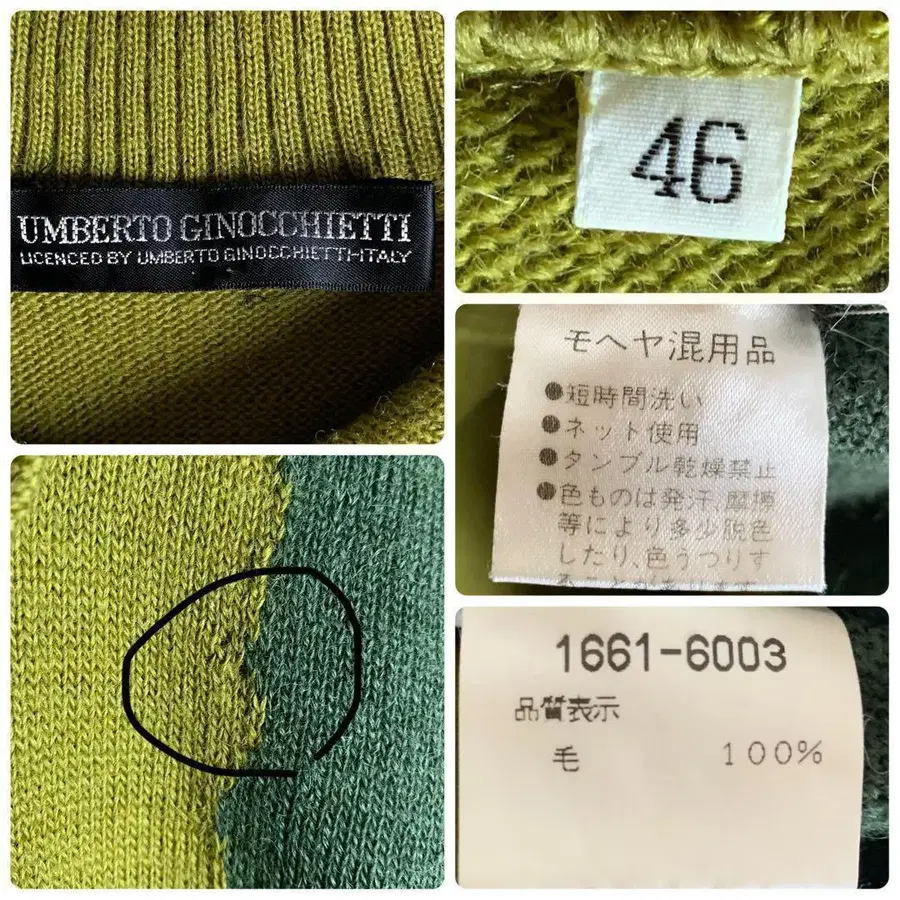 UMBERTO GINOCCHIETTI
LICENCED BY UMBERTO GINOCCHIETTI-ITALY
46
モヘヤ混用品
●短時間洗い
●ネット使用
●タンブル乾燥禁止
●色ものは発汗、摩擦
等により多少脱色
したり、色うつりす
1661-6003
品質表示
毛 100%